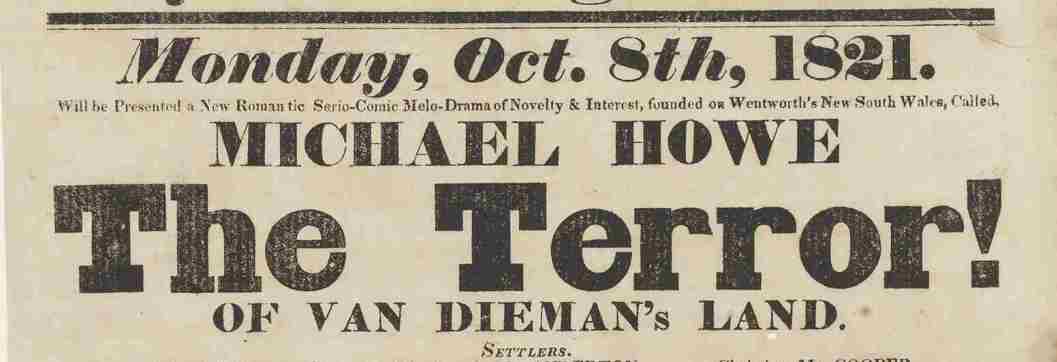 Monday, Oct. 8th, 1821.
Will be Presented a New Romantic Serio-Comic Melo-Drama of Novelty & Interest, founded on Wentworth's New South Wales, Called,
MICHAEL HOWE
The Terror!
OF VAN DIEMAN's LAND.
SETTLERS.